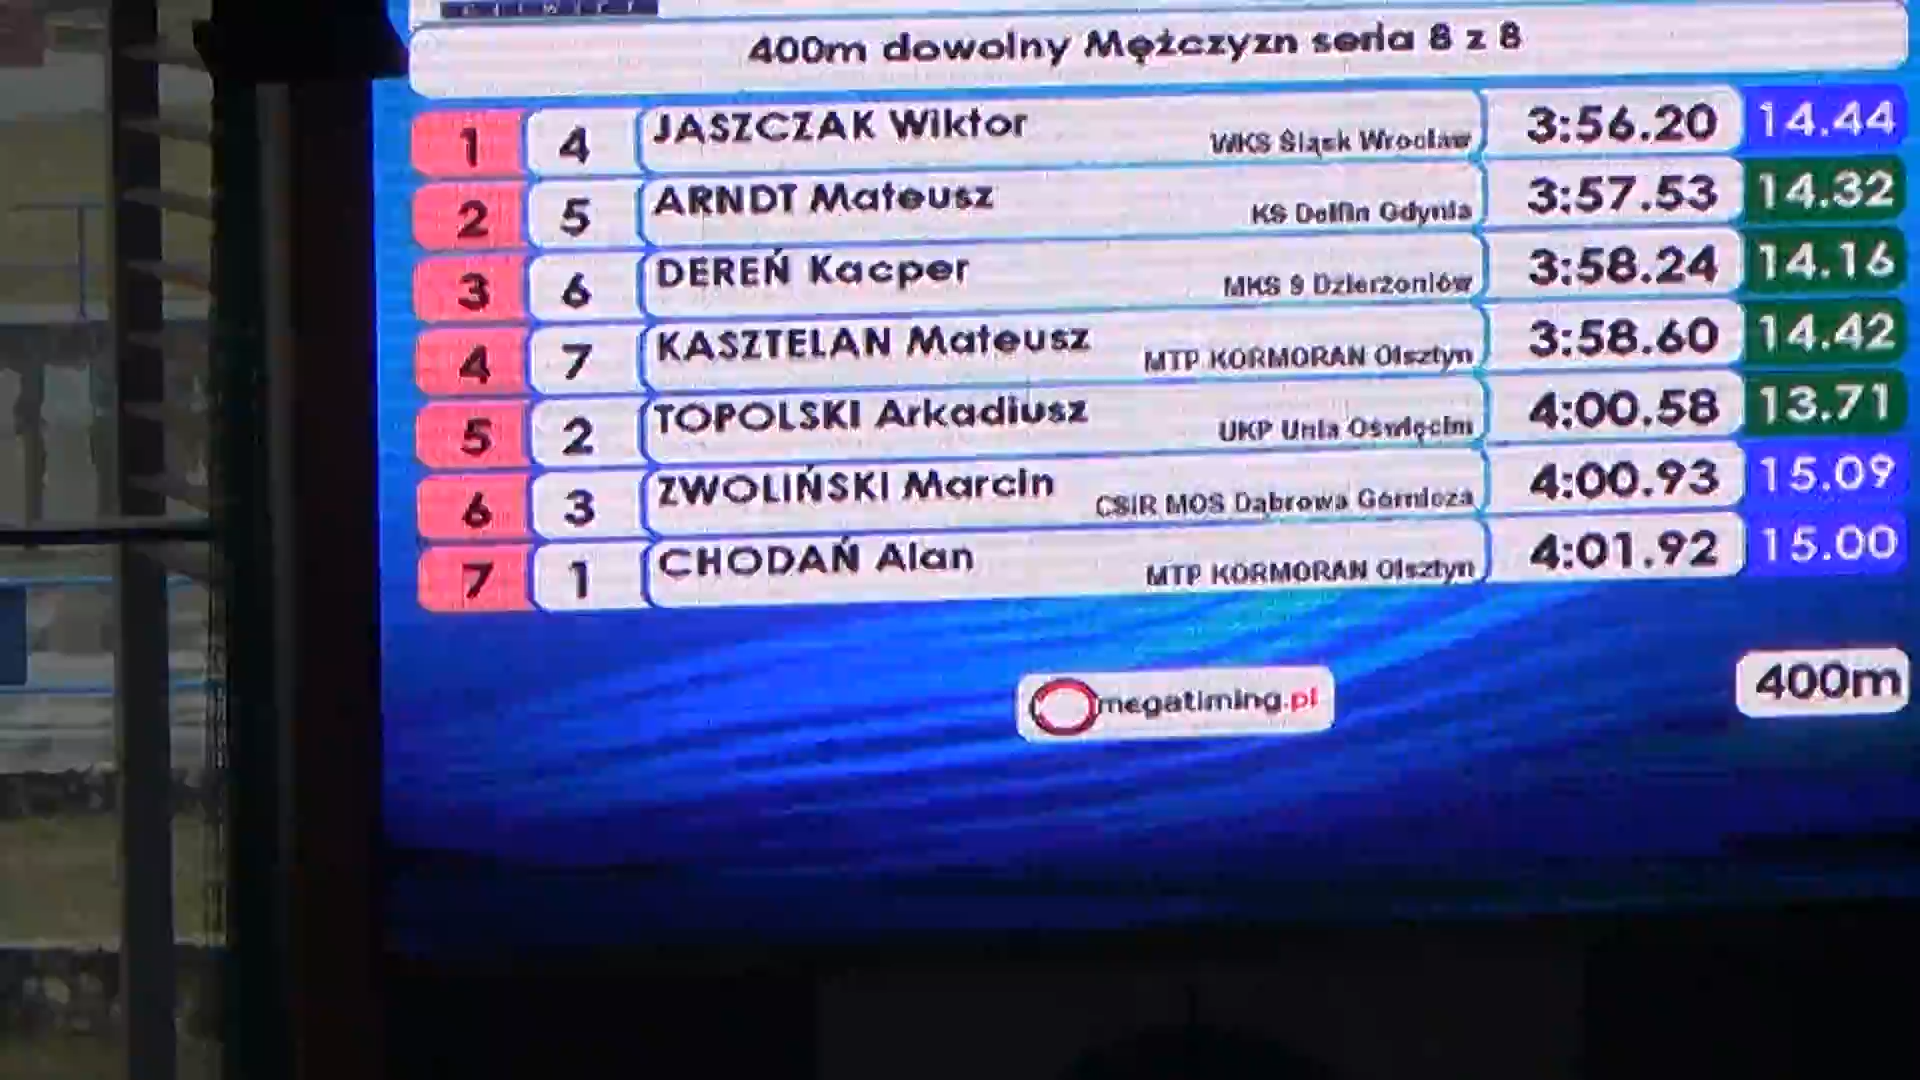 400m dowolny Mężczyzn seria 8 z 8
1 4 JASZCZAK Wiktor WKS Śląsk Wrocław 3:56.20 14.44
2 5 ARNDT Mateusz KS Delfin Gdynia 3:57.53 14.32
3 6 DEREŃ Kacper MKS 9 Dzierżoniów 3:58.24 14.16
4 7 KASZTELAN Mateusz MTP KORMORAN Olsztyn 3:58.60 14.42
5 2 TOPOLSKI Arkadiusz UKP Unia Oświęcim 4:00.58 13.71
6 3 ZWOLIŃSKI Marcin CSIR MOS Dąbrowa Górnicza 4:00.93 15.09
7 1 CHODAŃ Alan MTP KORMORAN Olsztyn 4:01.92 15.00
400m
Omegatiming.pl